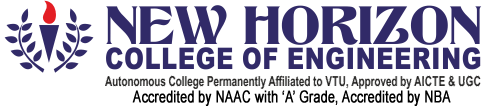 NEW HORIZON
COLLEGE OF ENGINEERING
Autonomous College Permanently Affiliated to VTU, Approved by AICTE & UGC
Accredited by NAAC with ‘A’ Grade, Accredited by NBA